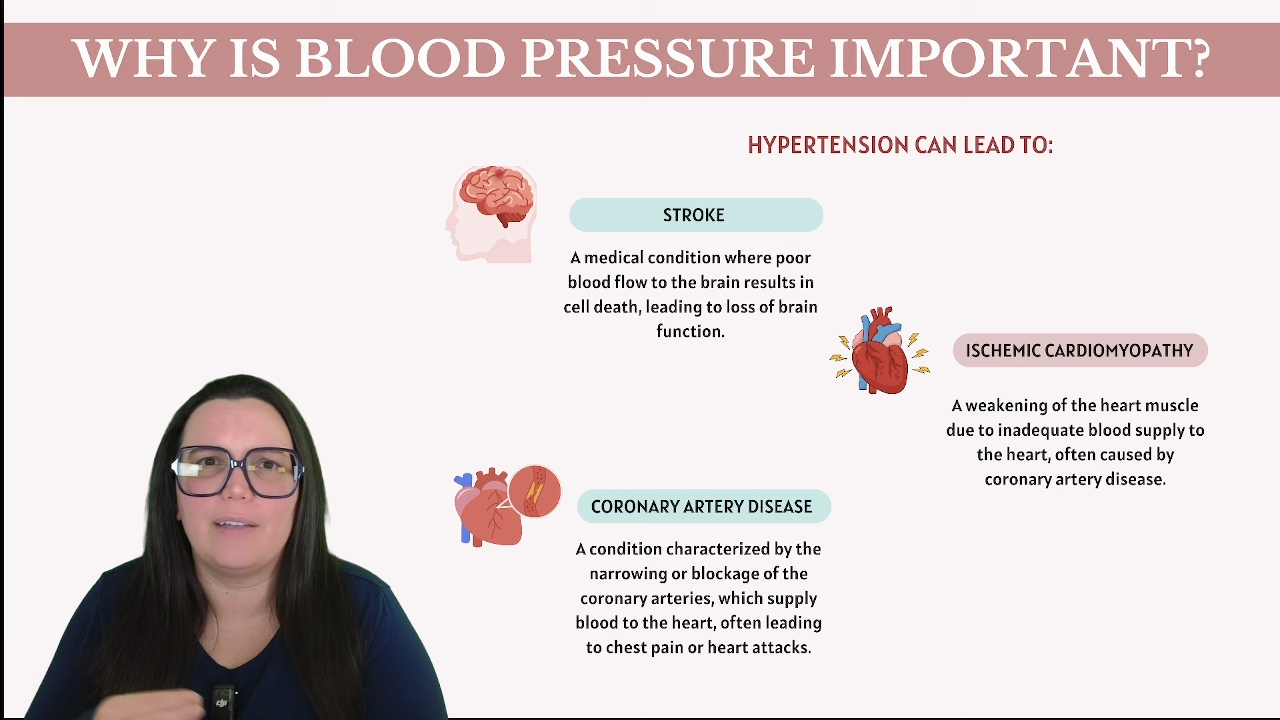 WHY IS BLOOD PRESSURE IMPORTANT?
HYPERTENSION CAN LEAD TO:
STROKE
A medical condition where poor
blood flow to the brain results in
cell death, leading to loss of brain
function.
ISCHEMIC CARDIOMYOPATHY
A weakening of the heart muscle
due to inadequate blood supply to
the heart, often caused by
coronary artery disease.
CORONARY ARTERY DISEASE
A condition characterized by the
narrowing or blockage of the
coronary arteries, which supply
blood to the heart, often leading
to chest pain or heart attacks.
dji